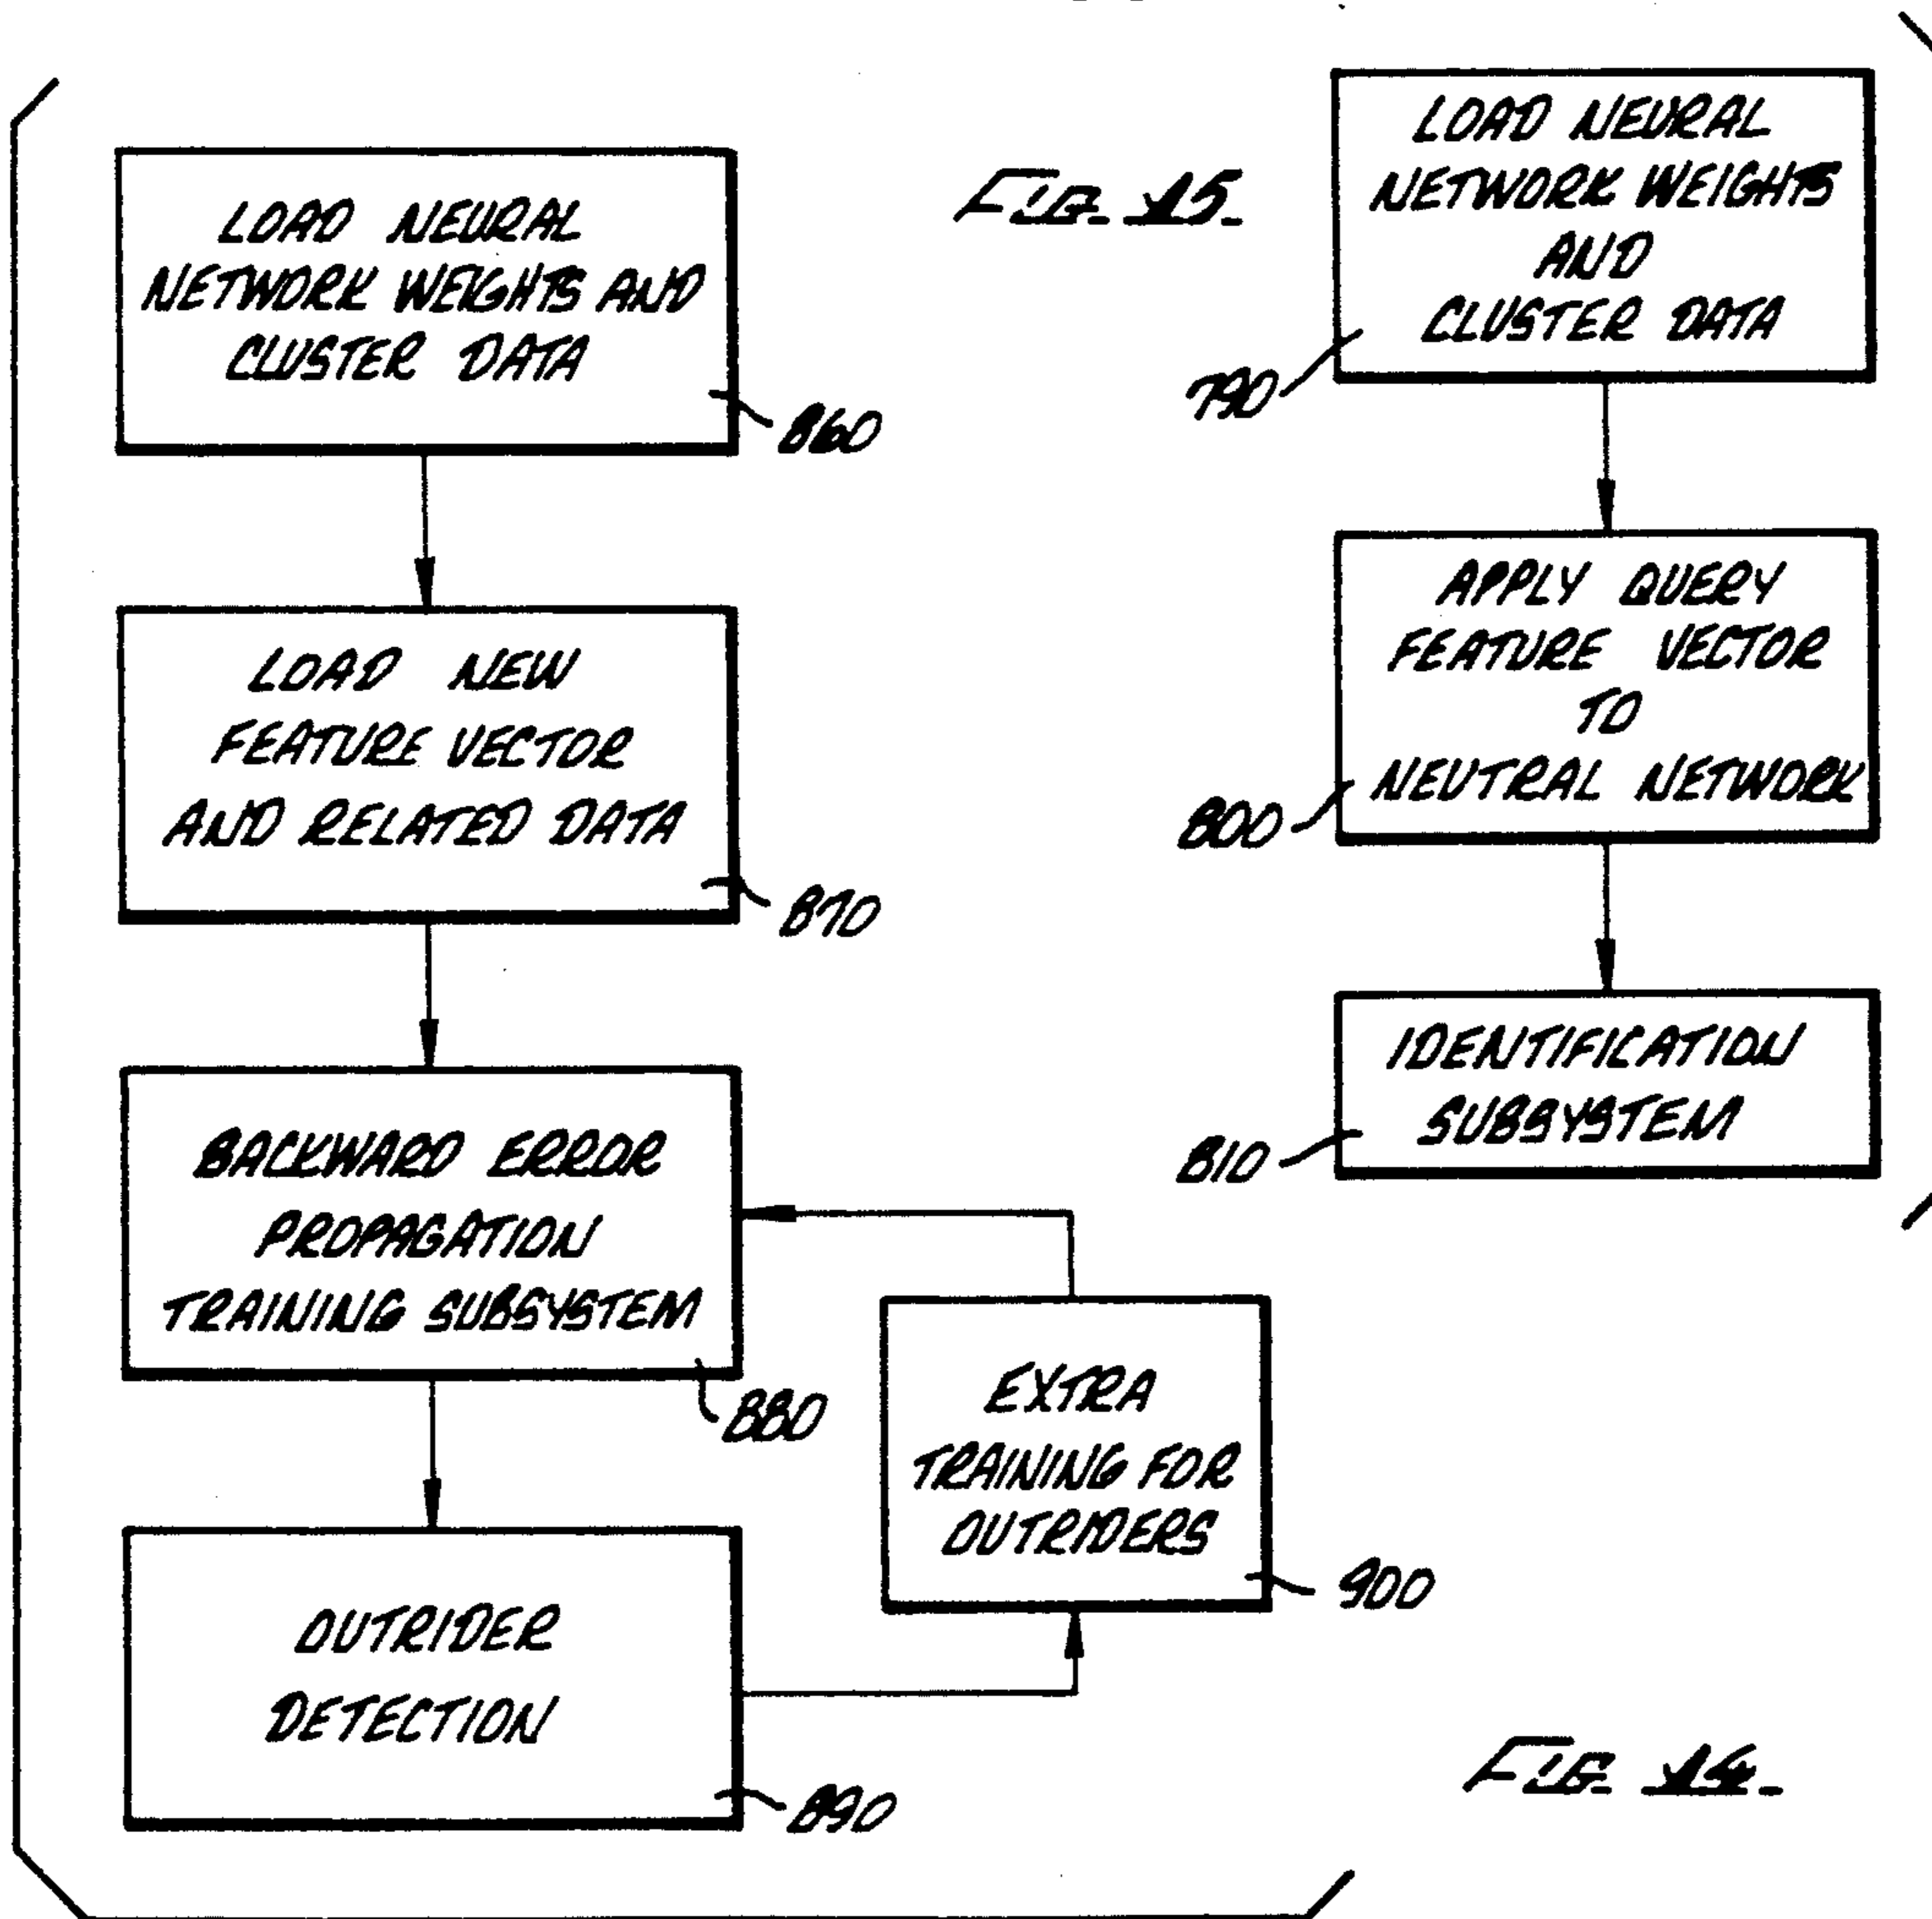 LOAD NEURAL
NETWORK WEIGHTS AND
CLUSTER DATA
860
LOAD NEW
FEATURE VECTOR
AND RELATED DATA
870
BACKWARD ERROR
PROPAGATION
TRAINING SUBSYSTEM
880
OUTRIDER
DETECTION
890
EXTRA
TRAINING FOR
OUTRIDERS
900
FIG. 15.
LOAD NEURAL
NETWORK WEIGHTS
AND
CLUSTER DATA
790
APPLY QUERY
FEATURE VECTOR
TO
NEUTRAL NETWORK
800
IDENTIFICATION
SUBSYSTEM
810
FIG. 14.